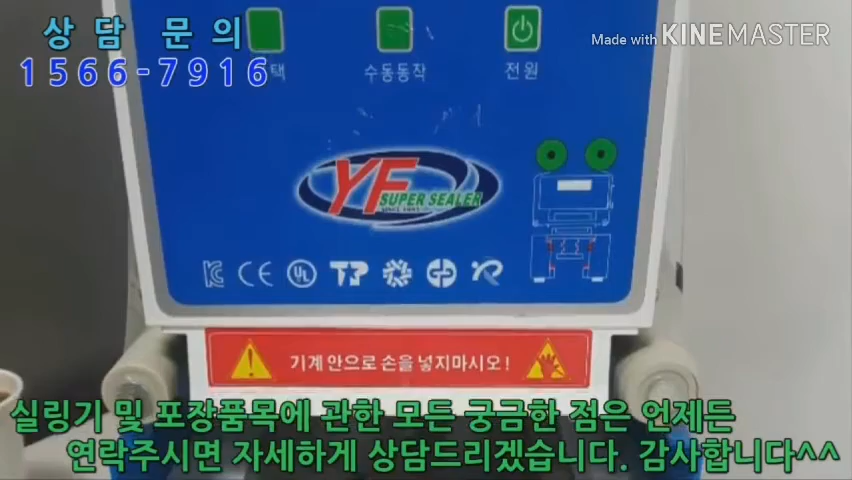 상담 문의
1566-7916
Made with KINEMASTER
택
수동동작
전원
YF
SUPER SEALER
CE
UL
기계 안으로 손을 넣지마시오!
실링기 및 포장품목에 관한 모든 궁금한 점은 언제든
연락주시면 자세하게 상담드리겠습니다. 감사합니다^^